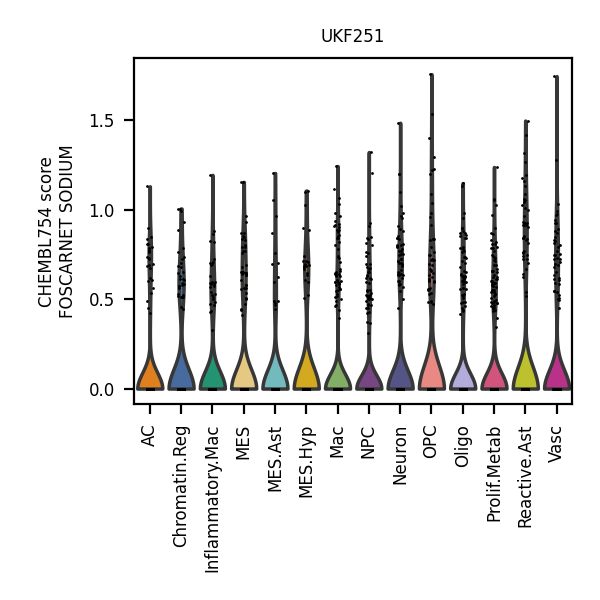 UKF251
CHEMBL754 score
FOSCARNET SODIUM
1.5
1.0
0.5
0.0
AC
Chromatin.Reg
Inflammatory.Mac
MES
MES.Ast
MES.Hyp
Mac
NPC
Neuron
OPC
Oligo
Prolif.Metab
Reactive.Ast
Vasc